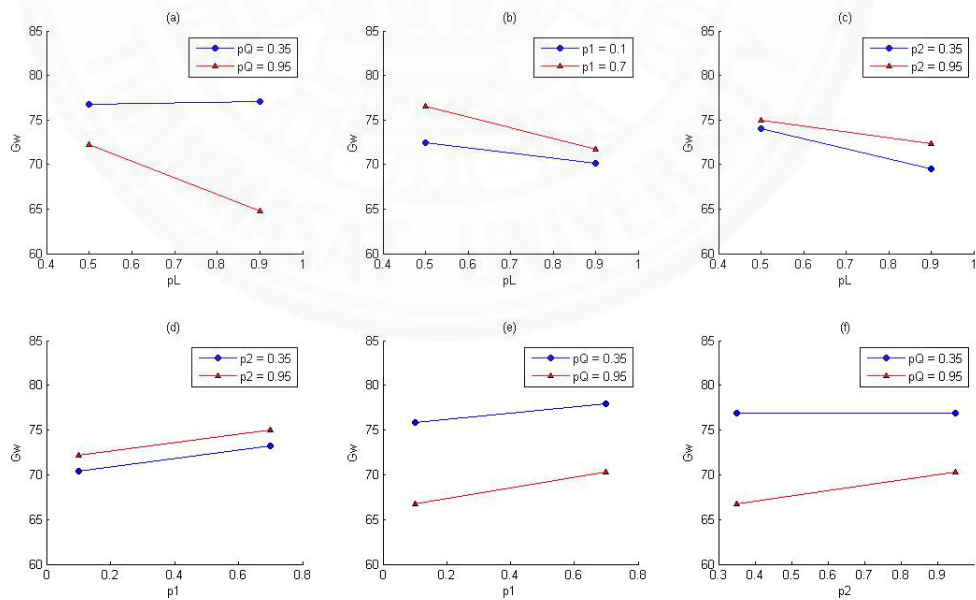 (a)
85
80
75
70
65
60
Gw
0.4 0.5 0.6 0.7 0.8 0.9 1
pL
pQ = 0.35
pQ = 0.95
(b)
85
80
75
70
65
60
Gw
0.4 0.5 0.6 0.7 0.8 0.9 1
pL
p1 = 0.1
p1 = 0.7
(c)
85
80
75
70
65
60
Gw
0.4 0.5 0.6 0.7 0.8 0.9 1
pL
p2 = 0.35
p2 = 0.95
(d)
85
80
75
70
65
60
Gw
0 0.2 0.4 0.6 0.8
p1
p2 = 0.35
p2 = 0.95
(e)
85
80
75
70
65
60
Gw
0 0.2 0.4 0.6 0.8
p1
pQ = 0.35
pQ = 0.95
(f)
85
80
75
70
65
60
Gw
0.3 0.4 0.5 0.6 0.7 0.8 0.9
p2
pQ = 0.35
pQ = 0.95
THAMMASAT UNIVERSITY